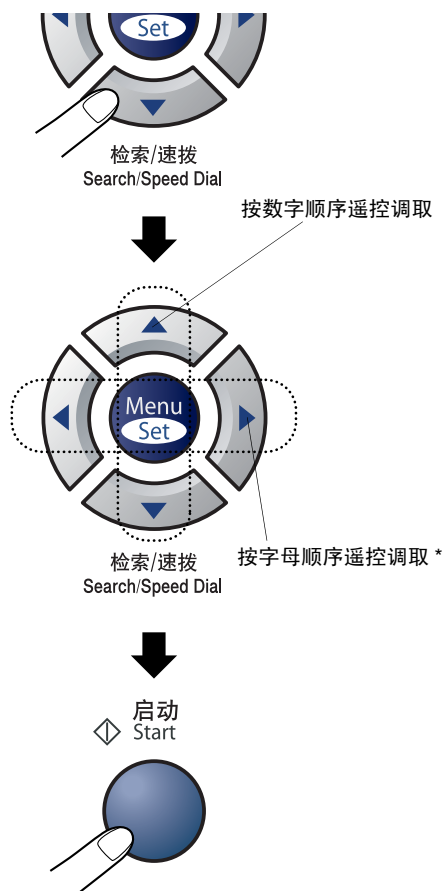 Set
检索/速拨
Search/Speed Dial
按数字顺序遥控调取
Menu
Set
按字母顺序遥控调取 *
检索/速拨
Search/Speed Dial
启动
Start